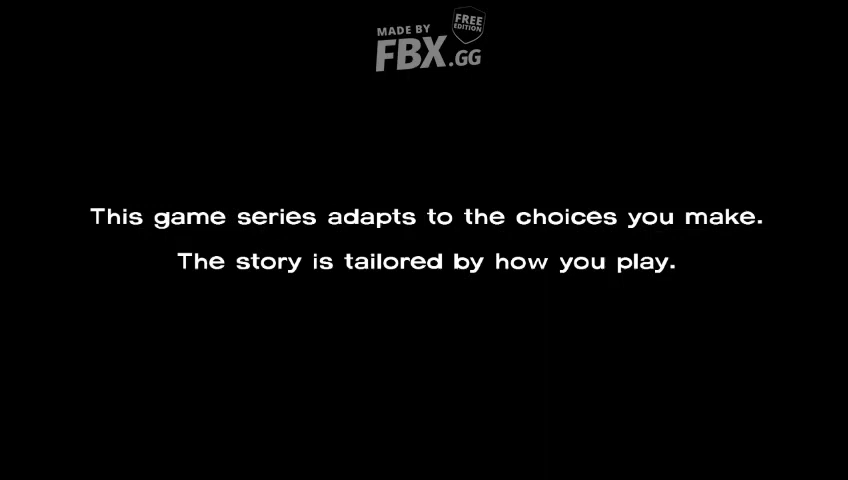 MADE BY
FREE
EDITION
FBX.GG
This game series adapts to the choices you make.
The story is tailored by how you play.